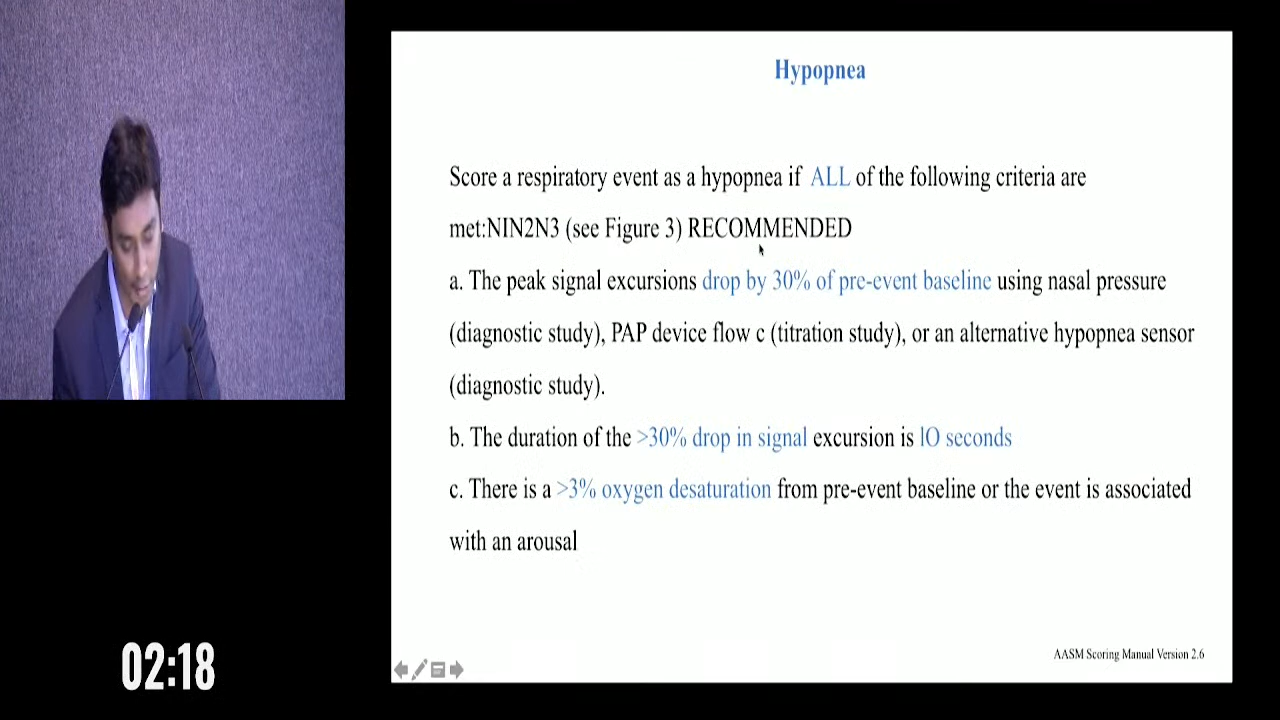 Hypopnea
Score a respiratory event as a hypopnea if ALL of the following criteria are
met:NIN2N3 (see Figure 3) RECOMMENDED
a. The peak signal excursions drop by 30% of pre-event baseline using nasal pressure
(diagnostic study), PAP device flow c (titration study), or an alternative hypopnea sensor
(diagnostic study).
b. The duration of the >30% drop in signal excursion is lO seconds
c. There is a >3% oxygen desaturation from pre-event baseline or the event is associated
with an arousal
AASM Scoring Manual Version 2.6
02:18